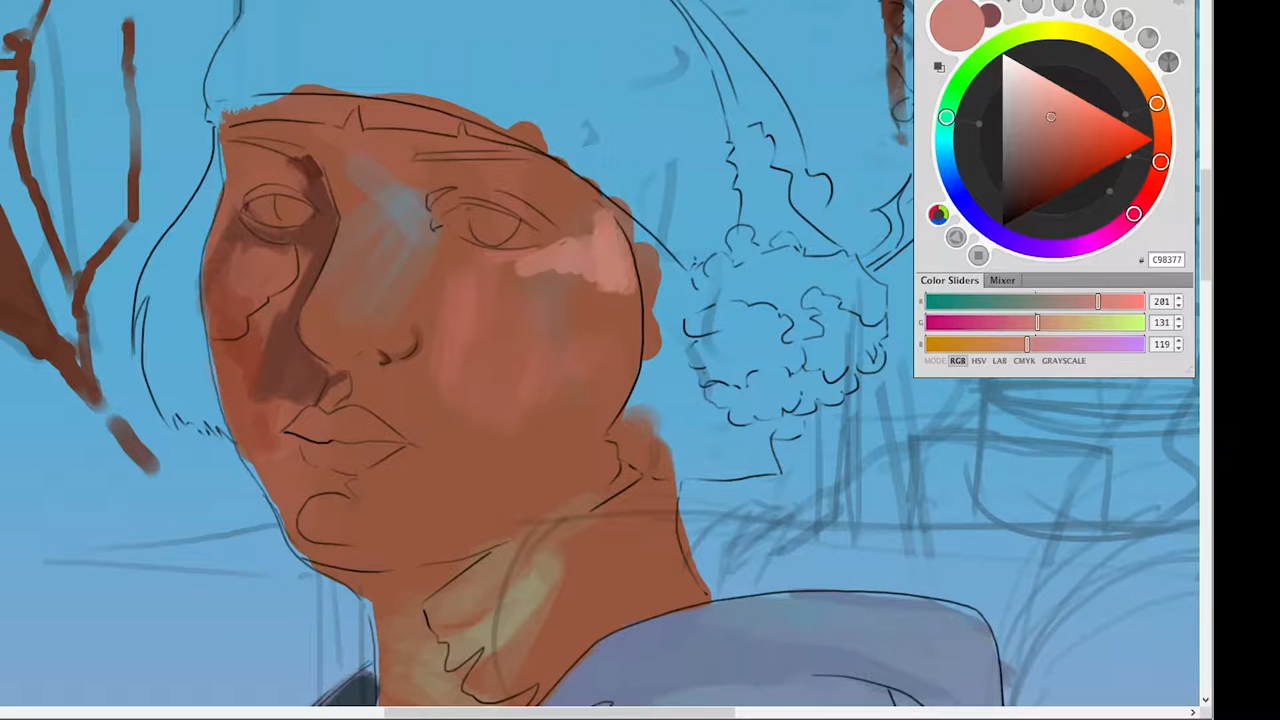 # C98377
Color Sliders Mixer
R 201
G 131
B 119
MODE RGB HSV LAB CMYK GRAYSCALE